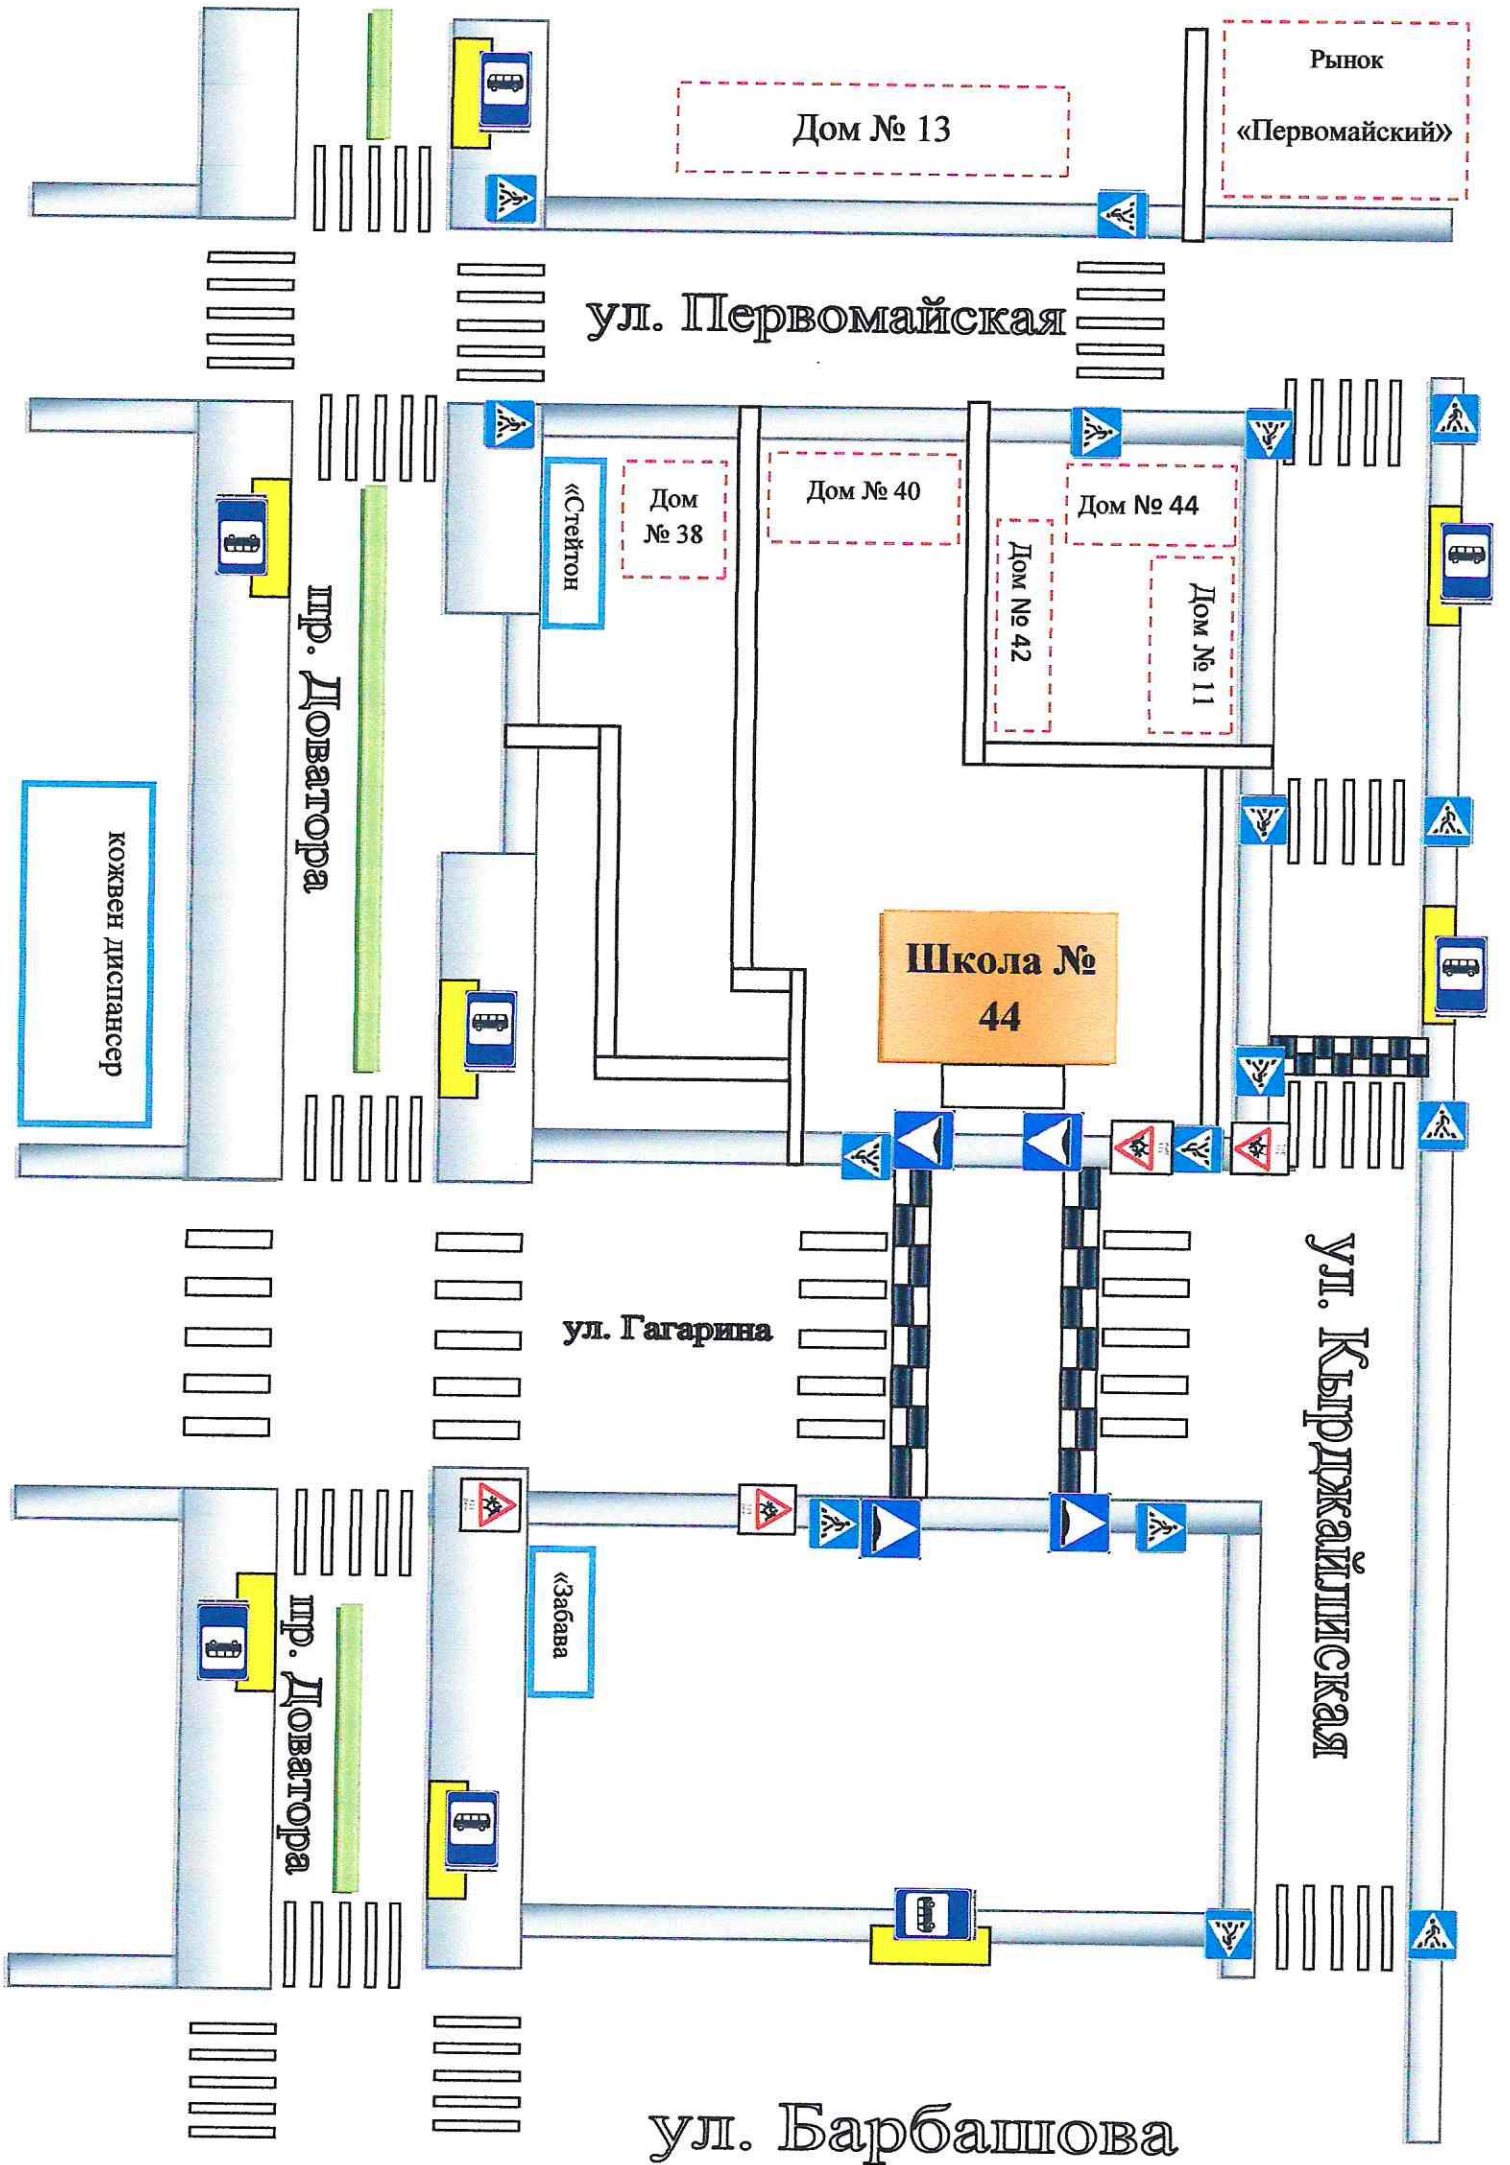 Рынок
«Первомайский»
Дом № 13
ул. Первомайская
«Стейтон
Дом
№ 38
Дом № 40
Дом № 42
Дом № 44
Дом № 11
пр. Доватора
кожвен диспансер
Школа №
44
ул. Гагарина
ул. Кырджкайлиская
«Забава
пр. Доватора
ул. Барбашова